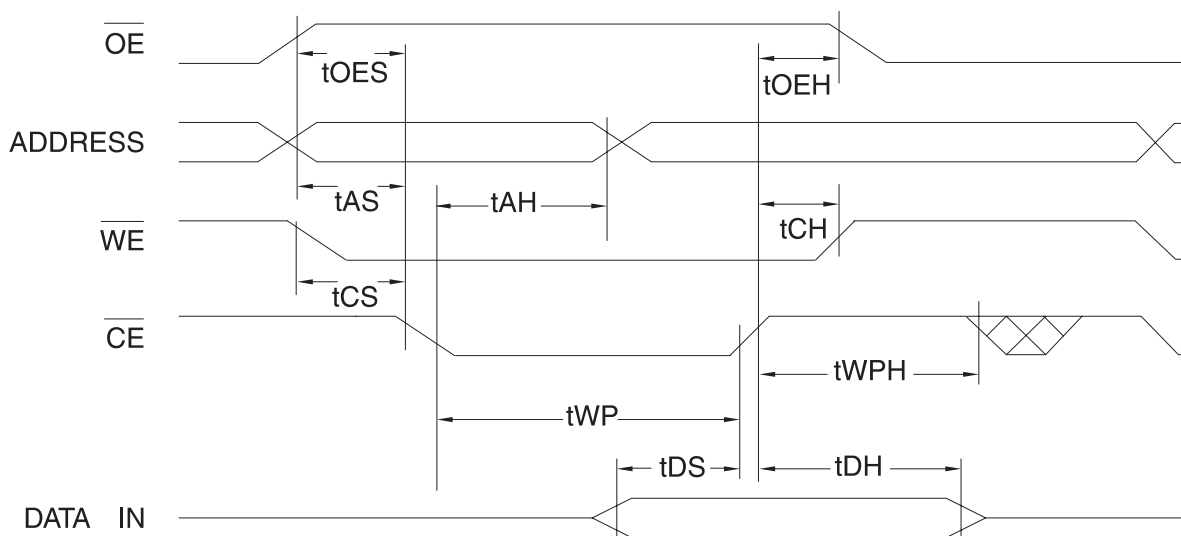 OE
tOES
tOEH
ADDRESS
tAS
tAH
tCH
WE
tCS
CE
tWPH
tWP
tDS
tDH
DATA IN